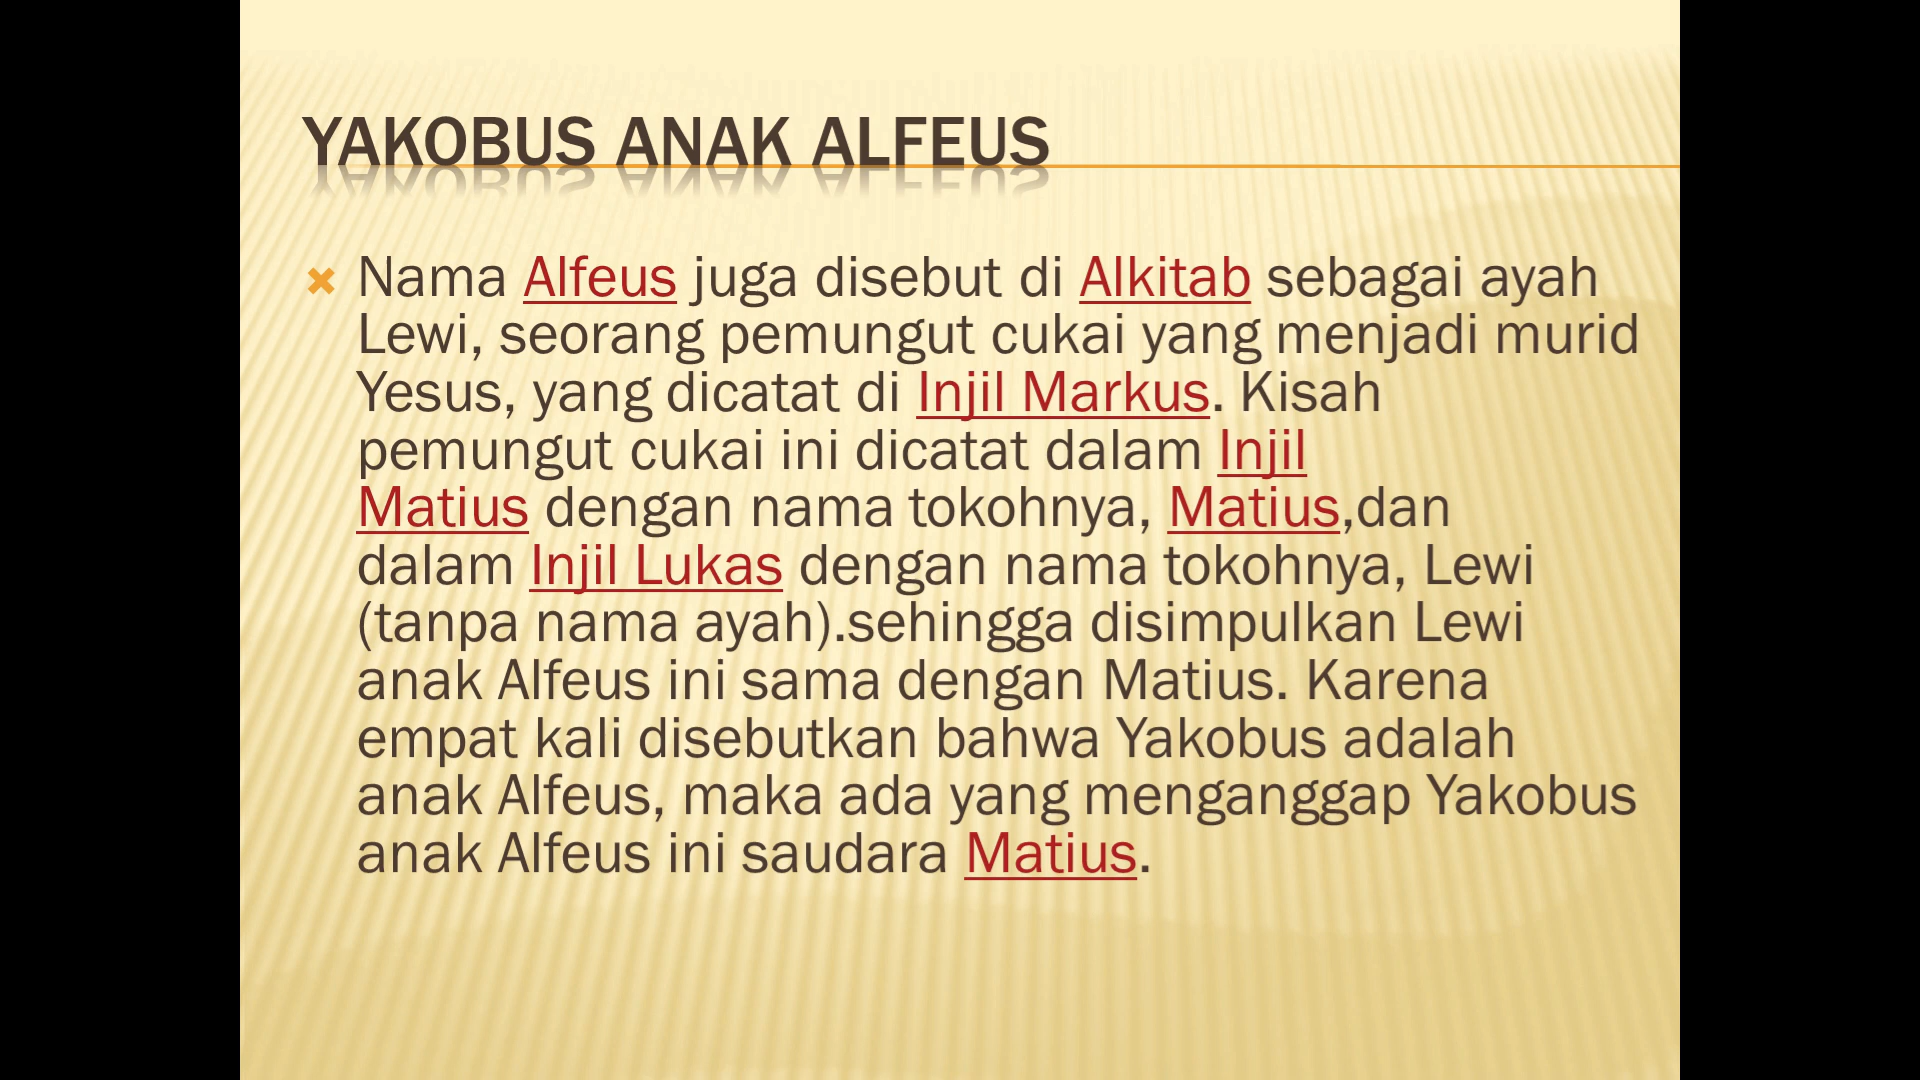 YAKOBUS ANAK ALFEUS
Nama Alfeus juga disebut di Alkitab sebagai ayah
Lewi, seorang pemungut cukai yang menjadi murid
Yesus, yang dicatat di Injil Markus. Kisah
pemungut cukai ini dicatat dalam Injil
Matius dengan nama tokohnya, Matius,dan
dalam Injil Lukas dengan nama tokohnya, Lewi
(tanpa nama ayah).sehingga disimpulkan Lewi
anak Alfeus ini sama dengan Matius. Karena
empat kali disebutkan bahwa Yakobus adalah
anak Alfeus, maka ada yang menganggap Yakobus
anak Alfeus ini saudara Matius.